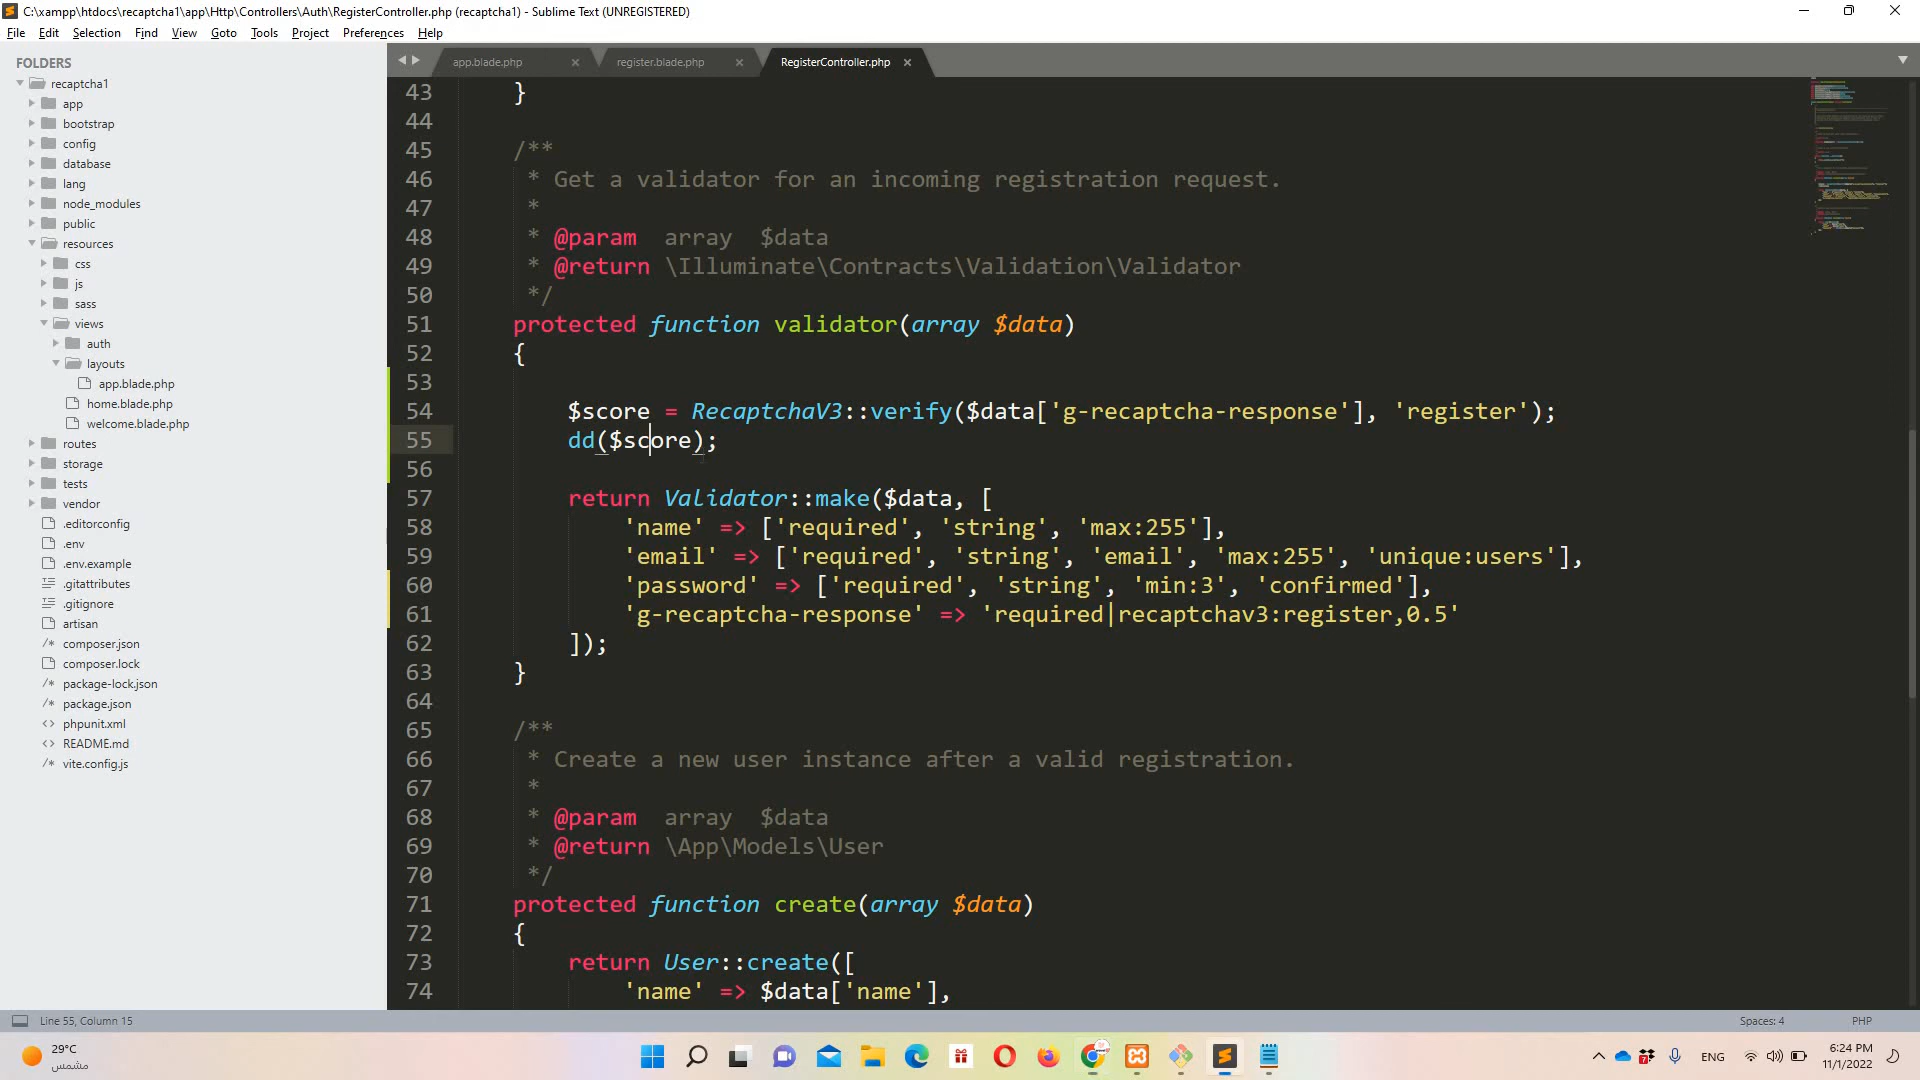 C:\xampp\htdocs\recaptcha1\app\Http\Controllers\Auth\RegisterController.php (recaptcha1) - Sublime Text (UNREGISTERED)
File Edit Selection Find View Goto Tools Project Preferences Help
FOLDERS
recaptcha1
app
bootstrap
config
database
lang
node_modules
public
resources
css
js
sass
views
auth
layouts
app.blade.php
home.blade.php
welcome.blade.php
routes
storage
tests
vendor
.editorconfig
.env
.env.example
.gitattributes
.gitignore
artisan
composer.json
composer.lock
package-lock.json
package.json
phpunit.xml
README.md
vite.config.js
app.blade.php register.blade.php RegisterController.php
43 }
44
45 /**
46 * Get a validator for an incoming registration request.
47 *
48 * @param array $data
49 * @return \Illuminate\Contracts\Validation\Validator
50 */
51 protected function validator(array $data)
52 {
53
54 $score = RecaptchaV3::verify($data['g-recaptcha-response'], 'register');
55 dd($score);
56
57 return Validator::make($data, [
58 'name' => ['required', 'string', 'max:255'],
59 'email' => ['required', 'string', 'email', 'max:255', 'unique:users'],
60 'password' => ['required', 'string', 'min:3', 'confirmed'],
61 'g-recaptcha-response' => 'required|recaptchav3:register,0.5'
62 ]);
63 }
64
65 /**
66 * Create a new user instance after a valid registration.
67 *
68 * @param array $data
69 * @return \App\Models\User
70 */
71 protected function create(array $data)
72 {
73 return User::create([
74 'name' => $data['name'],
Line 55, Column 15 Spaces: 4 PHP
29°C
مشمس
ENG
6:24 PM
11/1/2022